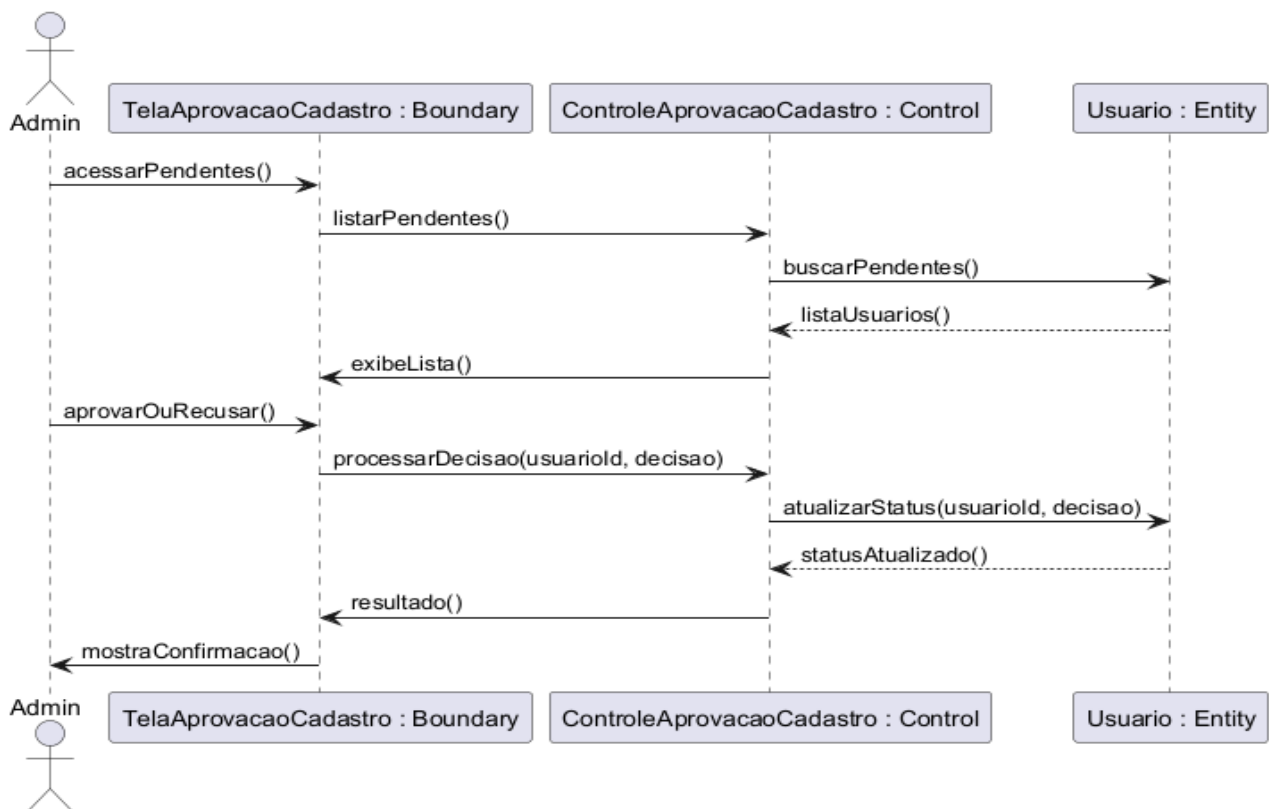 Admin
TelaAprovacaoCadastro : Boundary
ControleAprovacaoCadastro : Control
Usuario : Entity
acessarPendentes()
listarPendentes()
buscarPendentes()
listaUsuarios()
exibeLista()
aprovarOuRecusar()
processarDecisao(usuarioId, decisao)
atualizarStatus(usuarioId, decisao)
statusAtualizado()
resultado()
mostraConfirmacao()
Admin
TelaAprovacaoCadastro : Boundary
ControleAprovacaoCadastro : Control
Usuario : Entity